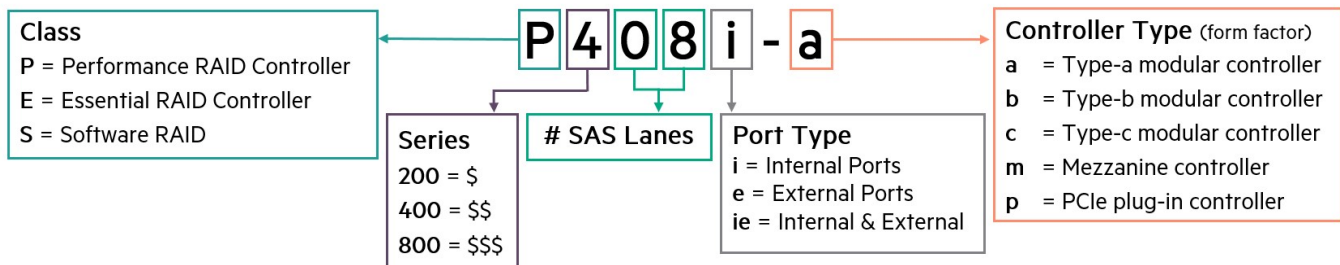 P408i-a
Class
P = Performance RAID Controller
E = Essential RAID Controller
S = Software RAID
Series
200 = $
400 = $$
800 = $$$
# SAS Lanes
Port Type
i = Internal Ports
e = External Ports
ie = Internal & External
Controller Type (form factor)
a = Type-a modular controller
b = Type-b modular controller
c = Type-c modular controller
m = Mezzanine controller
p = PCIe plug-in controller